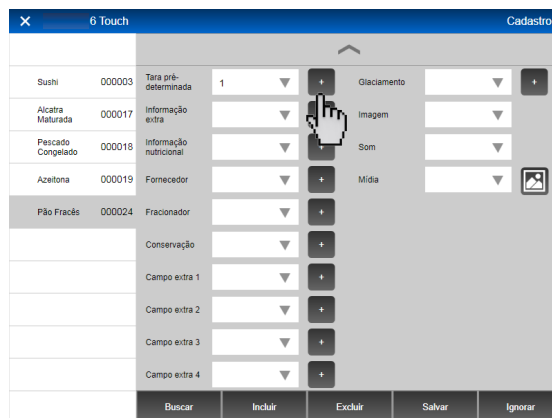 6 Touch
Cadastro
Sushi 000003
Alcatra
Maturada 000017
Pescado
Congelado 000018
Azeitona 000019
Pão Fracês 000024
Tara pré-
determinada 1 +
Informação
extra
Informação
nutricional +
Fornecedor +
Fracionador +
Conservação +
Campo extra 1 +
Campo extra 2 +
Campo extra 3 +
Campo extra 4 +
Glaciamento +
Imagem
Som
Mídia
Buscar Incluir Excluir Salvar Ignorar